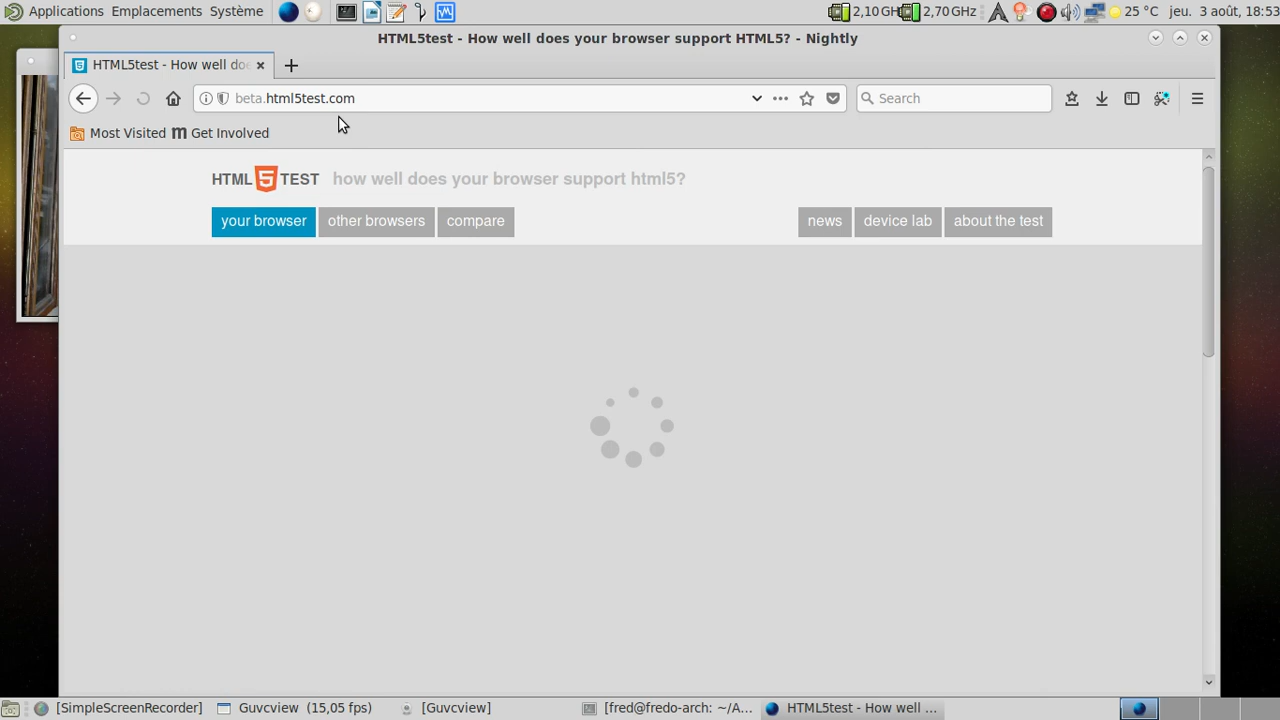 Applications Emplacements Système 2,10 GH 2,70 GHz 25 °C jeu. 3 août, 18:53
HTML5test - How well does your browser support HTML5? - Nightly
HTML5test - How well doe
beta.html5test.com Search
Most Visited Get Involved
HTML 5 TEST how well does your browser support html5?
your browser other browsers compare news device lab about the test
[SimpleScreenRecorder] Guvcview (15,05 fps) [Guvcview] [fred@fredo-arch: ~/A... HTML5test - How well ...